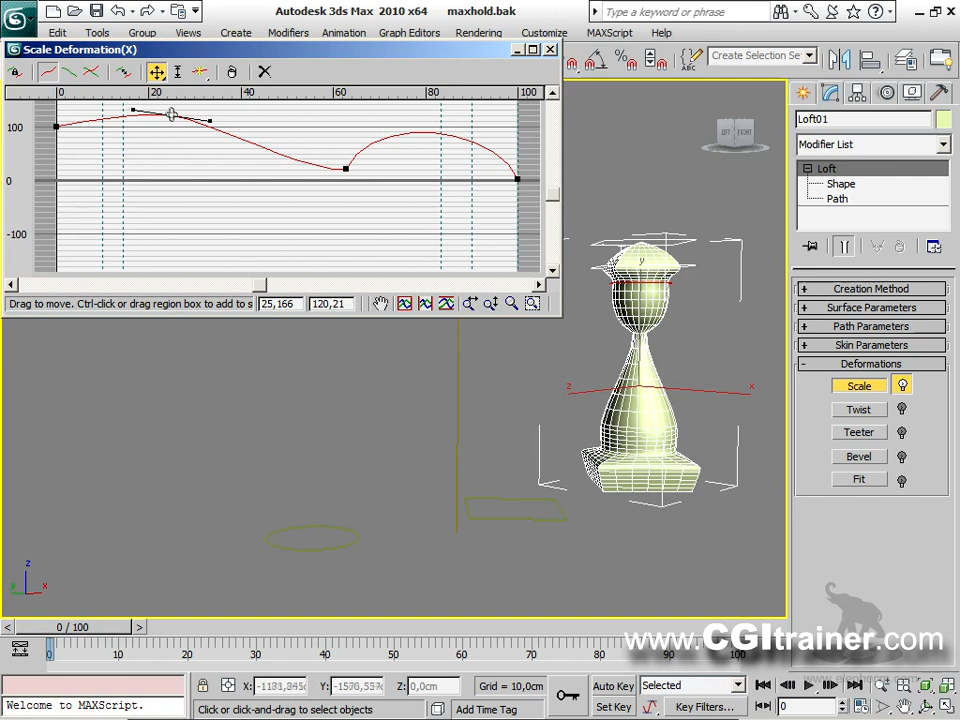 Autodesk 3ds Max 2010 x64 maxhold.bak
Type a keyword or phrase
Edit Tools Group Views Create Modifiers Animation Graph Editors Rendering Customize MAXScript Help
Scale Deformation(X)
Create Selection Se
0 20 40 60 80 100
100
0
-100
Drag to move. Ctrl-click or drag region box to add to s 25,166 120,21
LEFT FRONT
Loft01
Modifier List
Loft
Shape
Path
Creation Method
Surface Parameters
Path Parameters
Skin Parameters
Deformations
Scale
Twist
Teeter
Bevel
Fit
y
z x
z
y x
0 / 100
0 10 20 30 40 50 60 70 80 90 100
www.CGItrainer.com
X: -1181,845c Y: -1570,557c Z: 0,0cm Grid = 10,0cm
Auto Key Selected
Welcome to MAXScript. Click or click-and-drag to select objects Add Time Tag Set Key Key Filters... 0